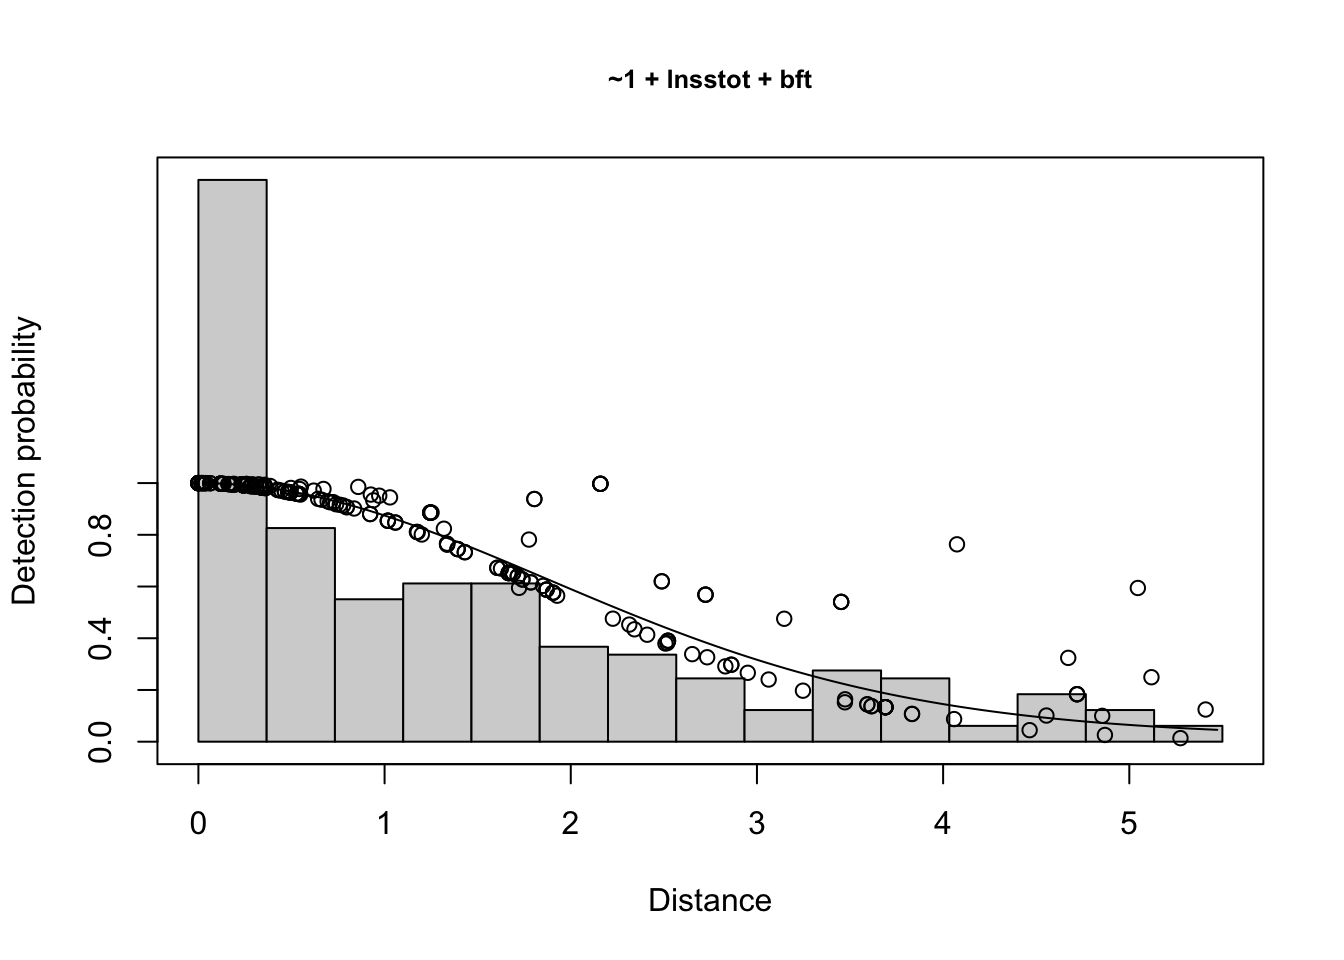 ~1 + lnsstot + bft
Detection probability
0.8
0.4
0.0
0 1 2 3 4 5
Distance